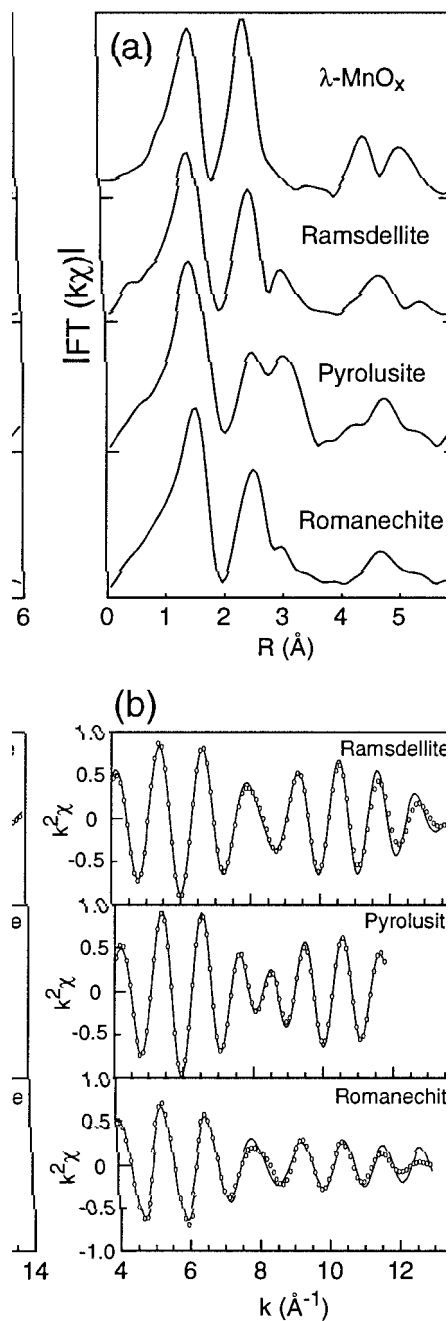 (a)
λ-MnOx
Ramsdellite
Pyrolusite
Romanechite
|FT (kχ)|
6
0 1 2 3 4 5
R (Å)
(b)
1.0
Ramsdellite
0.5
0
-0.5
k²χ
e
1.0
Pyrolusit
0.5
0
-0.5
k²χ
e
1.0
Romanechit
0.5
0
-0.5
-1.0
k²χ
14
4 6 8 10 12
k (Å-1)